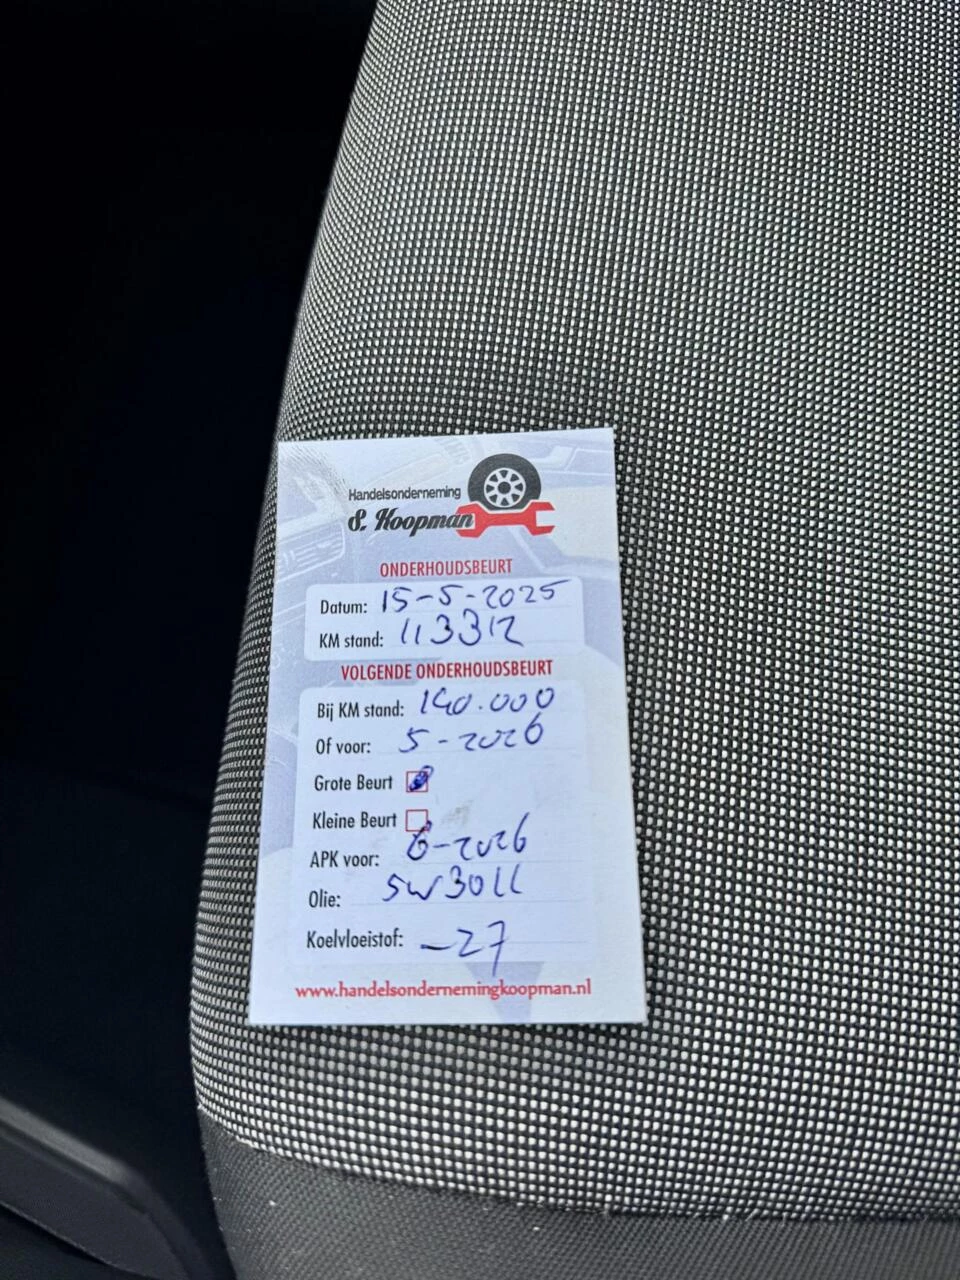 Handelsonderneming
S. Koopman
ONDERHOUDSBEURT
Datum: 15-5-2025
KM stand: 113312
VOLGENDE ONDERHOUDSBEURT
Bij KM stand: 140.000
Of voor: 5-2026
Grote Beurt
Kleine Beurt
APK voor: 6-2026
Olie: 5W30LL
Koelvloeistof: -27
www.handelsondernemingkoopman.nl